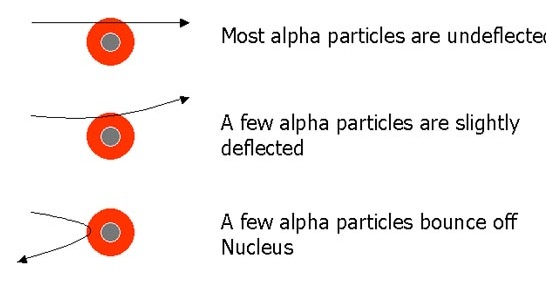 Most alpha particles are undeflected
A few alpha particles are slightly
deflected
A few alpha particles bounce off
Nucleus